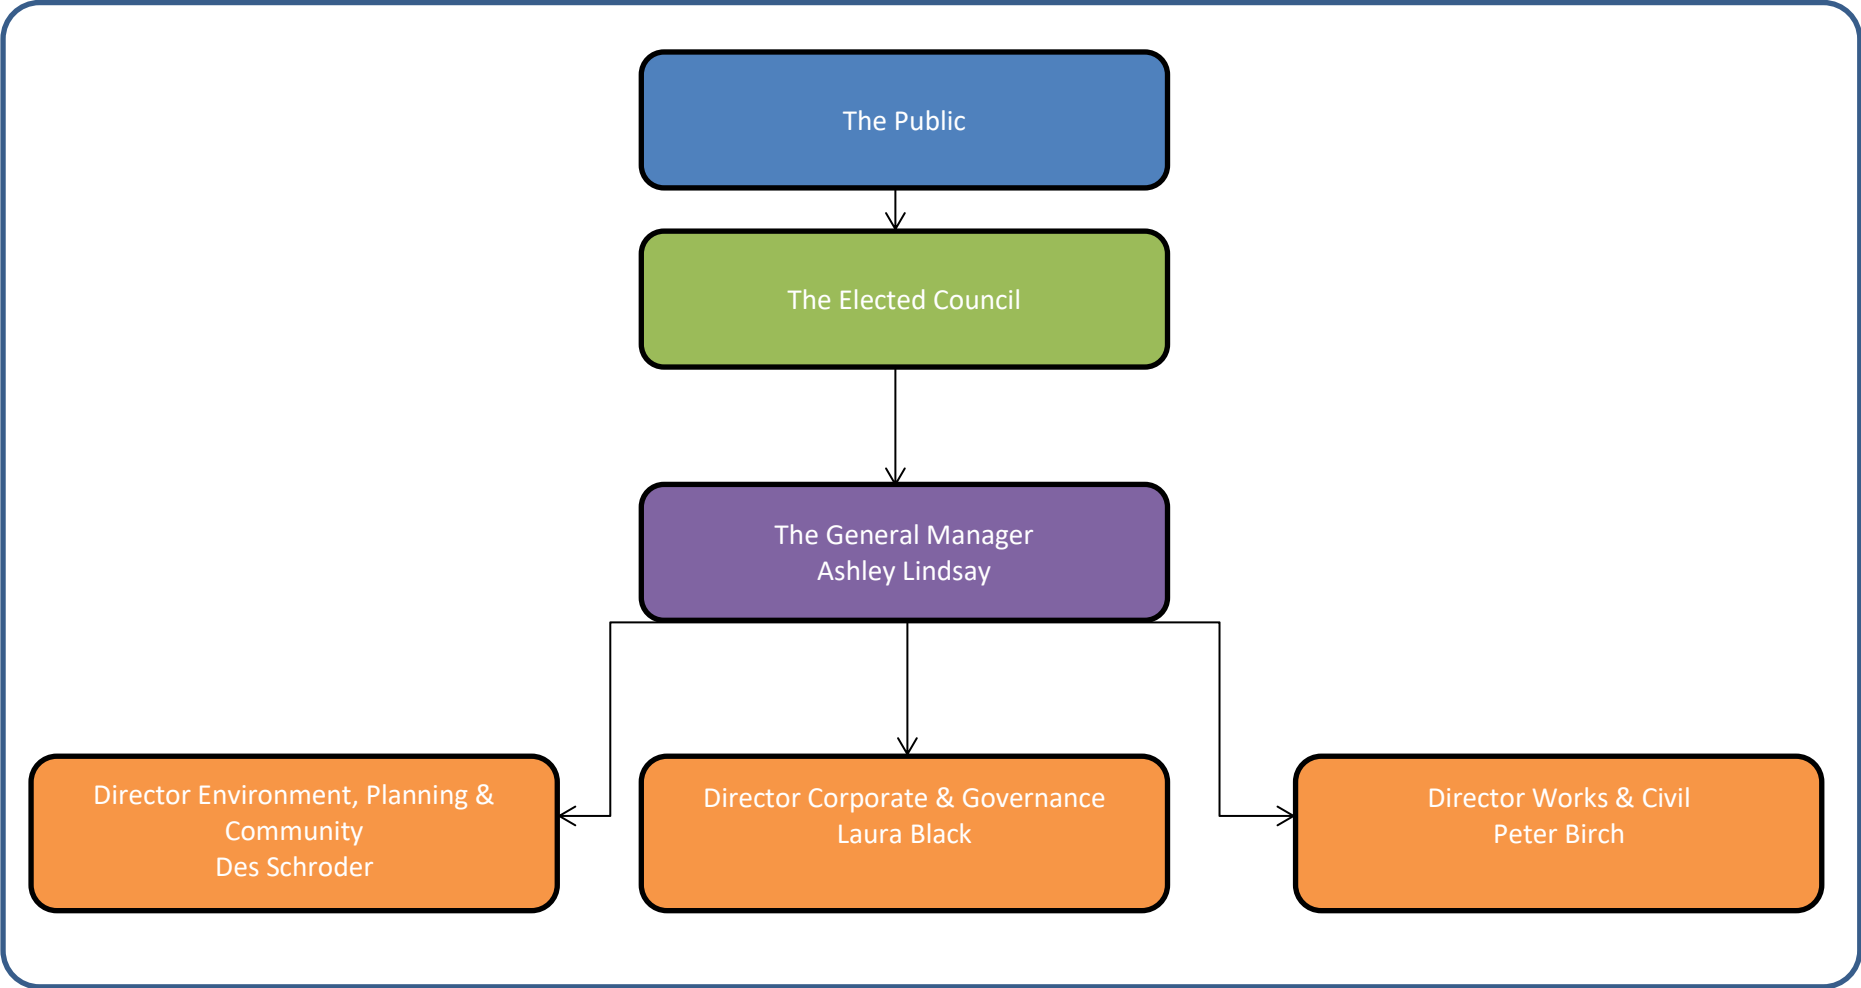 The Public
The Elected Council
The General Manager
Ashley Lindsay
Director Environment, Planning &
Community
Des Schroder
Director Corporate & Governance
Laura Black
Director Works & Civil
Peter Birch